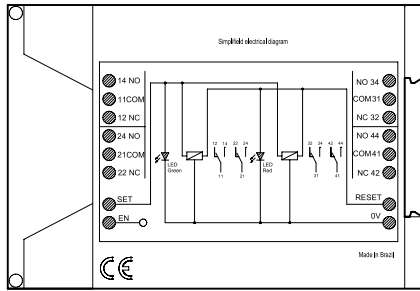 Simplifield electrical diagram
14 NO
11COM
12 NC
24 NO
21COM
22 NC
SET
EN
NO 34
COM31
NC 32
NO 44
COM41
NC 42
RESET
0V
LED
Green
12 14
11
22 24
21
LED
Red
32 34
31
42 44
41
CE
Made in Brazil